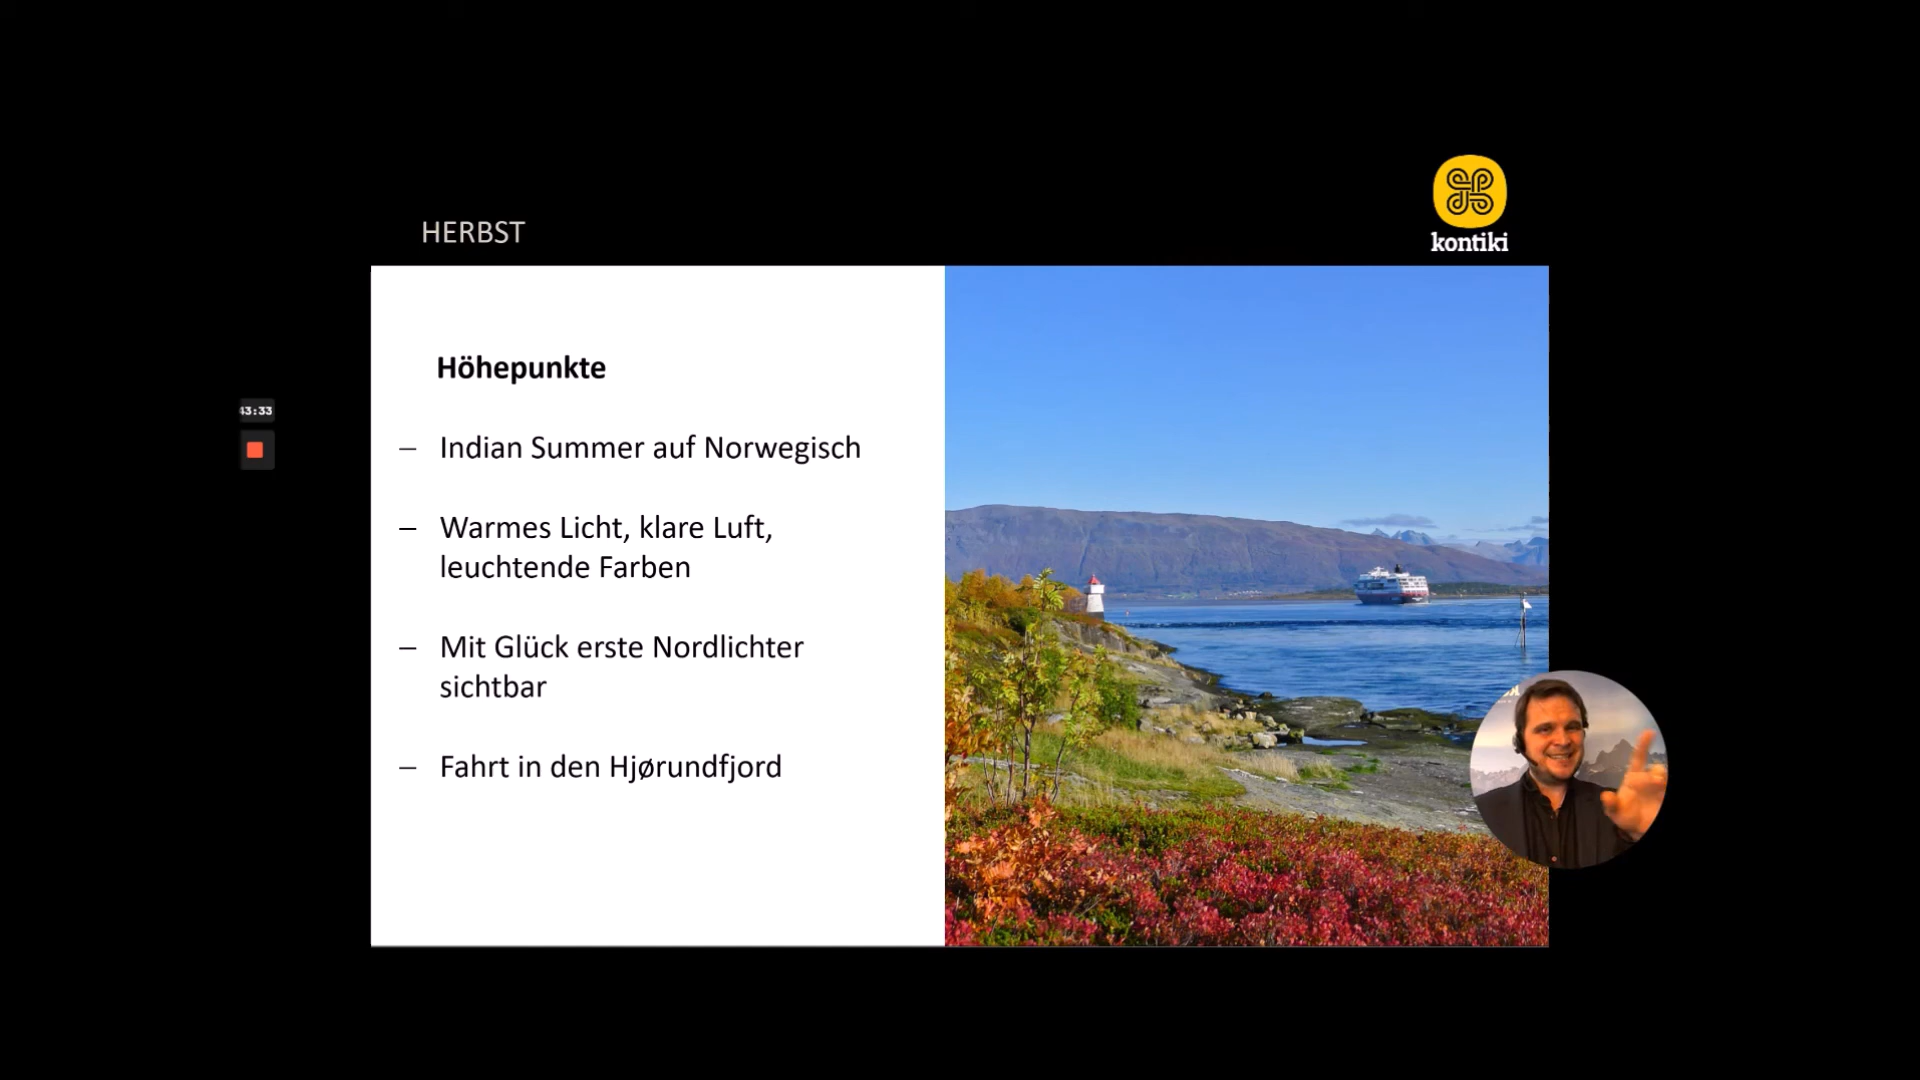 HERBST
kontiki
Höhepunkte
43:33
– Indian Summer auf Norwegisch
– Warmes Licht, klare Luft,
leuchtende Farben
– Mit Glück erste Nordlichter
sichtbar
– Fahrt in den Hjørundfjord